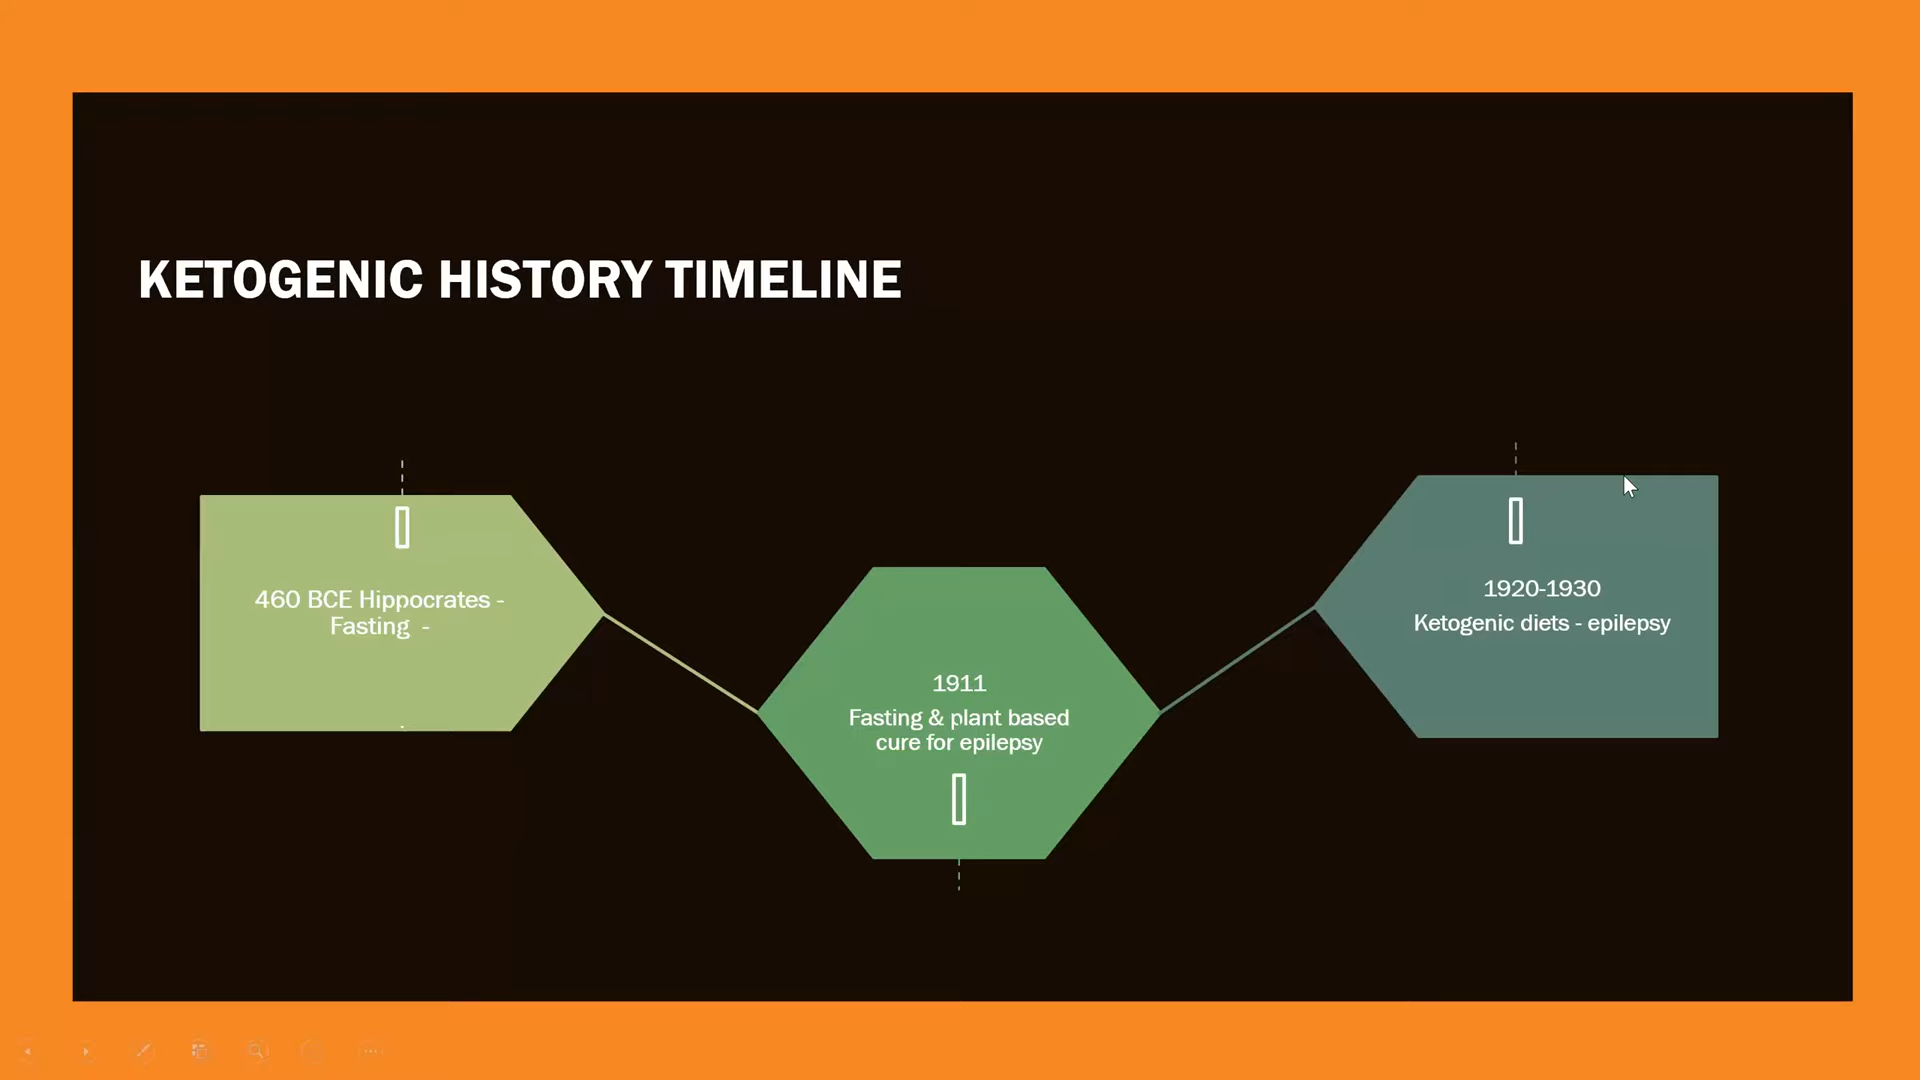 KETOGENIC HISTORY TIMELINE
460 BCE Hippocrates -
Fasting -
1911
Fasting & plant based
cure for epilepsy
1920-1930
Ketogenic diets - epilepsy